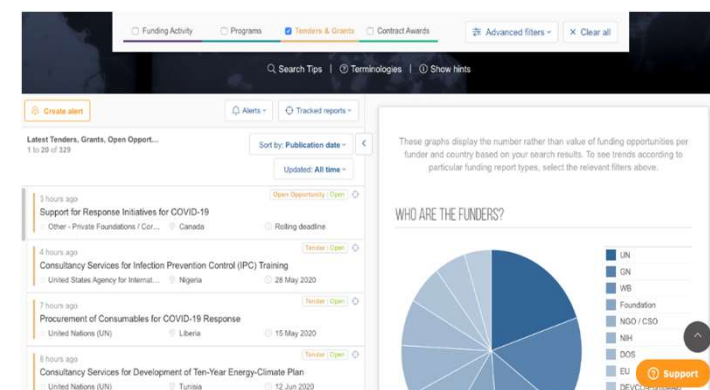 Funding Activity Programs Tenders & Grants Contract Awards Advanced filters Clear all
Search Tips | Terminologies | Show hints
Create alert Alerts Tracked reports
Latest Tenders, Grants, Open Opport...
1 to 20 of 329
Sort by: Publication date
Updated: All time
3 hours ago Open Opportunity | Open
Support for Response Initiatives for COVID-19
Other - Private Foundations / Cor... Canada Rolling deadline
4 hours ago Tender | Open
Consultancy Services for Infection Prevention Control (IPC) Training
United States Agency for Internat... Nigeria 28 May 2020
7 hours ago Tender | Open
Procurement of Consumables for COVID-19 Response
United Nations (UN) Liberia 15 May 2020
8 hours ago Tender | Open
Consultancy Services for Development of Ten-Year Energy-Climate Plan
United Nations (UN) Tunisia 12 Jun 2020
These graphs display the number rather than value of funding opportunities per
funder and country based on your search results. To see trends according to
particular funding report types, select the relevant filters above.
WHO ARE THE FUNDERS?
UN
GN
WB
Foundation
NGO / CSO
NIH
DOS
EU
Support